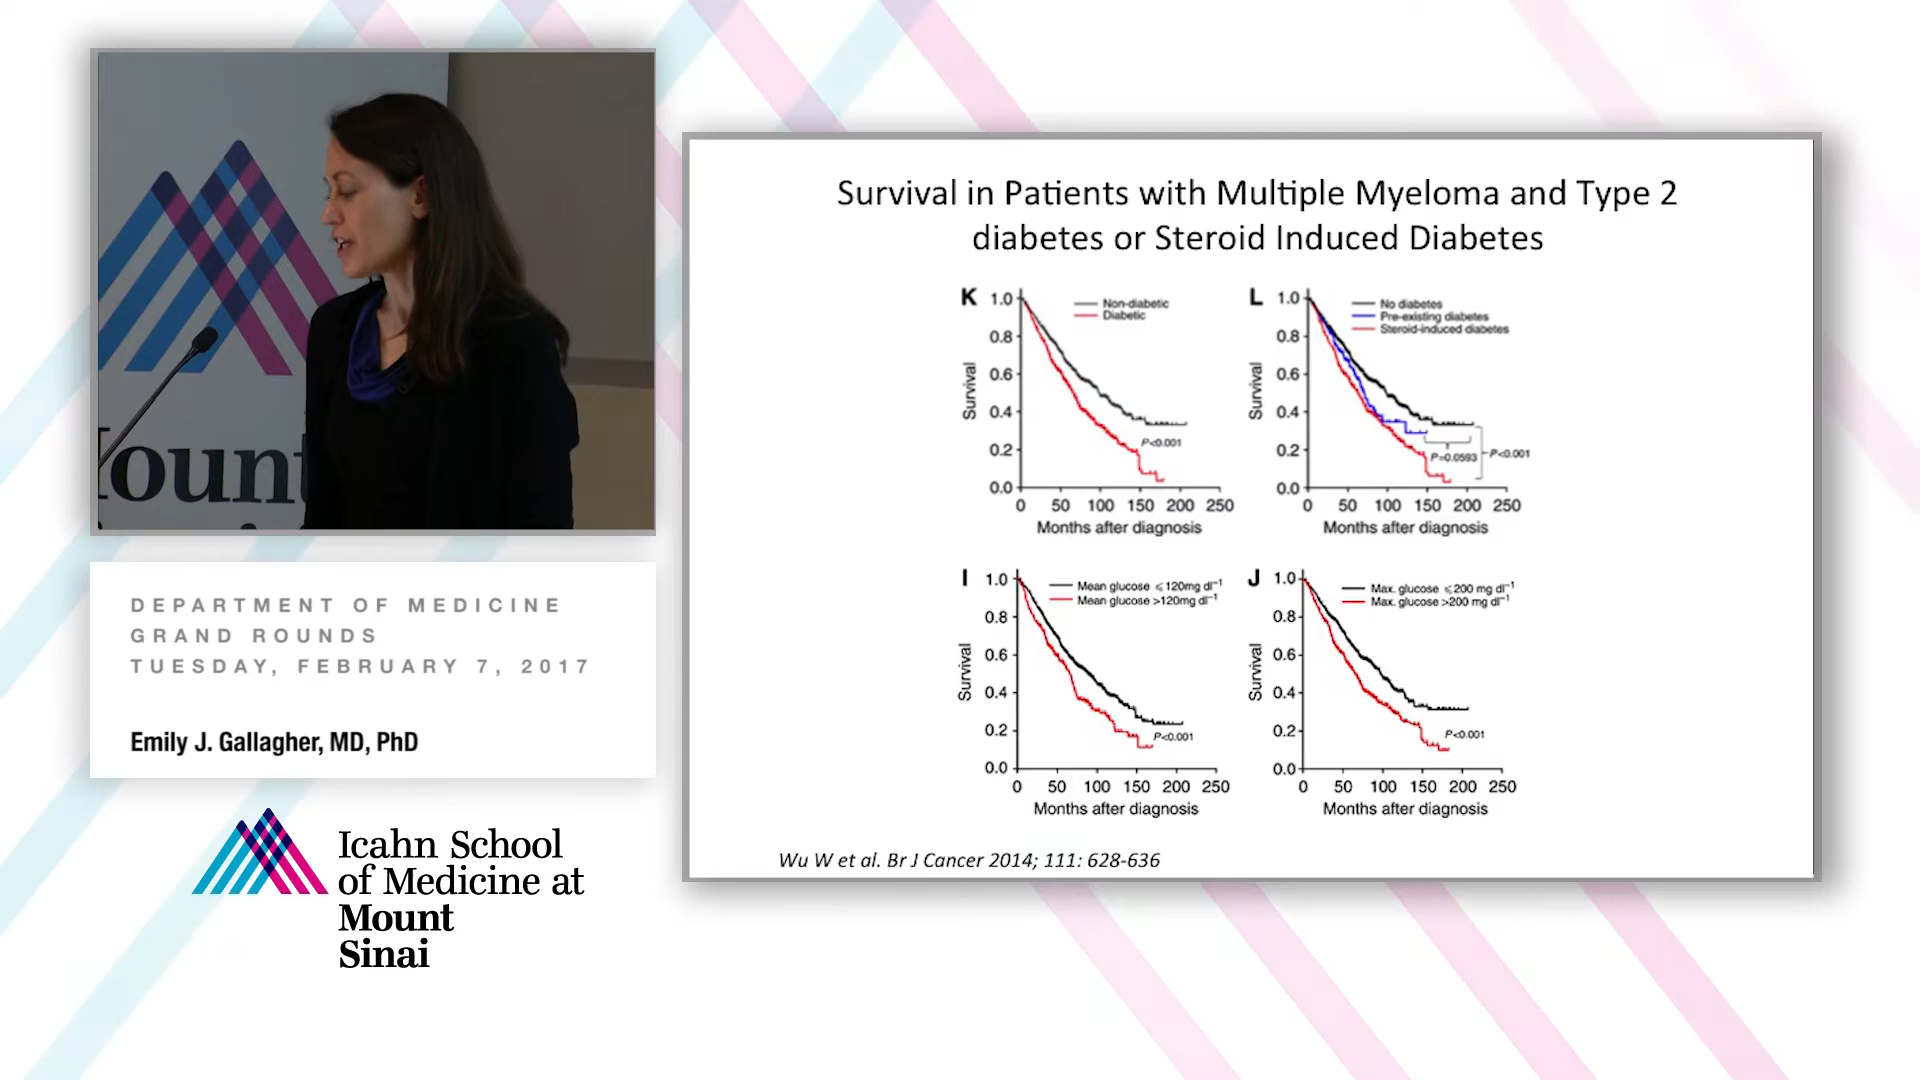 ount
DEPARTMENT OF MEDICINE
GRAND ROUNDS
TUESDAY, FEBRUARY 7, 2017
Emily J. Gallagher, MD, PhD
Icahn School
of Medicine at
Mount
Sinai
Survival in Patients with Multiple Myeloma and Type 2
diabetes or Steroid Induced Diabetes
K
Non-diabetic
Diabetic
1.0
0.8
0.6
0.4
0.2
0.0
Survival
P<0.001
0 50 100 150 200 250
Months after diagnosis
L
No diabetes
Pre-existing diabetes
Steroid-induced diabetes
1.0
0.8
0.6
0.4
0.2
0.0
Survival
P=0.0593
P<0.001
0 50 100 150 200 250
Months after diagnosis
I
Mean glucose ⩽120mg dl⁻¹
Mean glucose >120mg dl⁻¹
1.0
0.8
0.6
0.4
0.2
0.0
Survival
P<0.001
0 50 100 150 200 250
Months after diagnosis
J
Max. glucose ⩽200 mg dl⁻¹
Max. glucose >200 mg dl⁻¹
1.0
0.8
0.6
0.4
0.2
0.0
Survival
P<0.001
0 50 100 150 200 250
Months after diagnosis
Wu W et al. Br J Cancer 2014; 111: 628-636